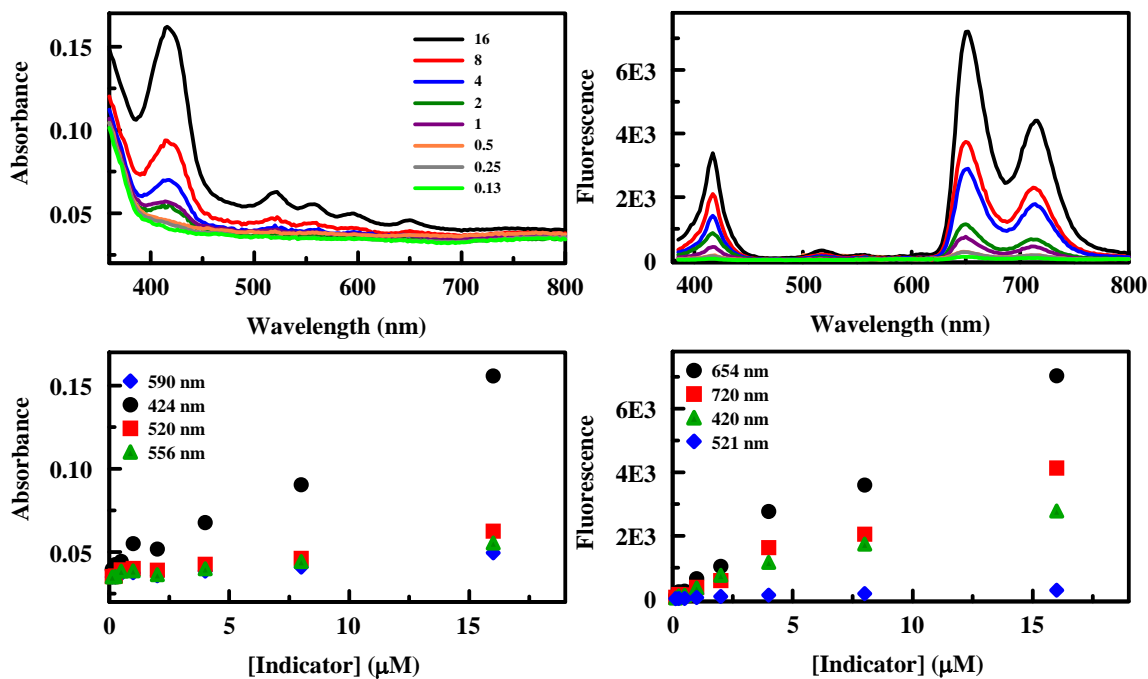 0.15
0.10
0.05
Absorbance
400
500
600
700
800
Wavelength (nm)
16
8
4
2
1
0.5
0.25
0.13
6E3
4E3
2E3
0
Fluorescence
400
500
600
700
800
Wavelength (nm)
0.15
0.10
0.05
Absorbance
590 nm
424 nm
520 nm
556 nm
0
5
10
15
[Indicator] (μM)
6E3
4E3
2E3
0
Fluorescence
654 nm
720 nm
420 nm
521 nm
0
5
10
15
[Indicator] (μM)